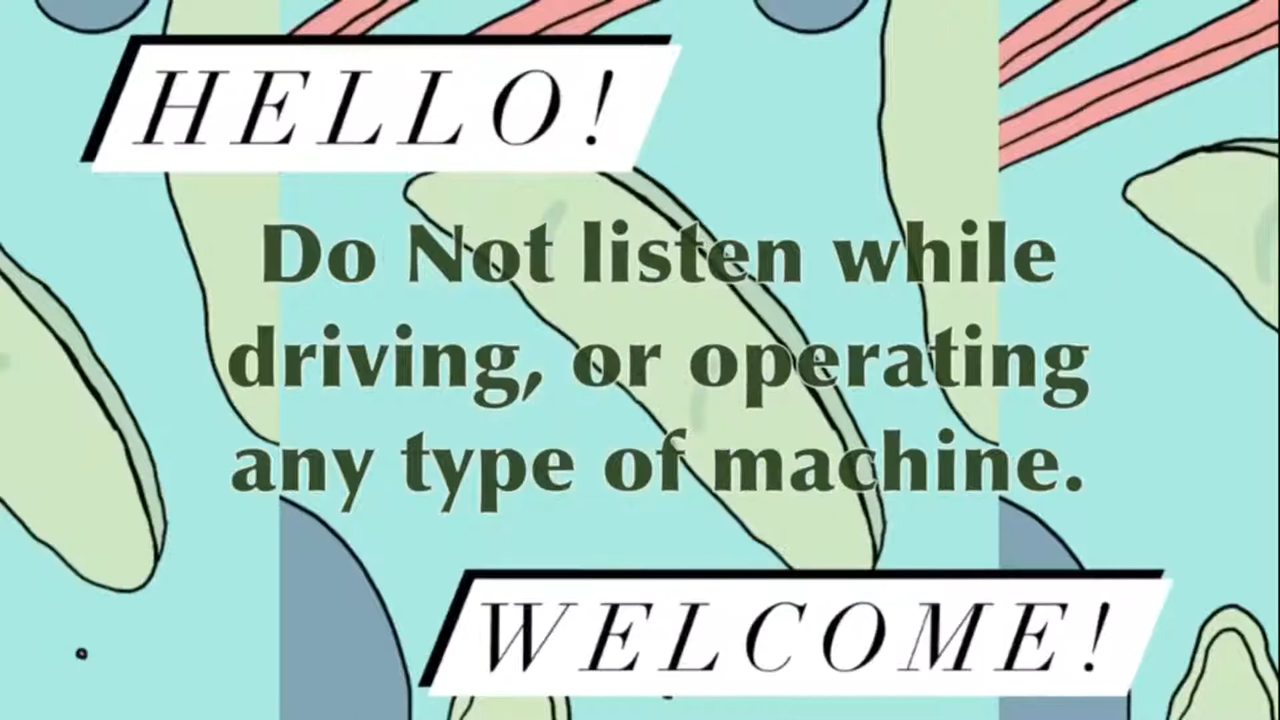 HELLO!
Do Not listen while
driving, or operating
any type of machine.
WELCOME!